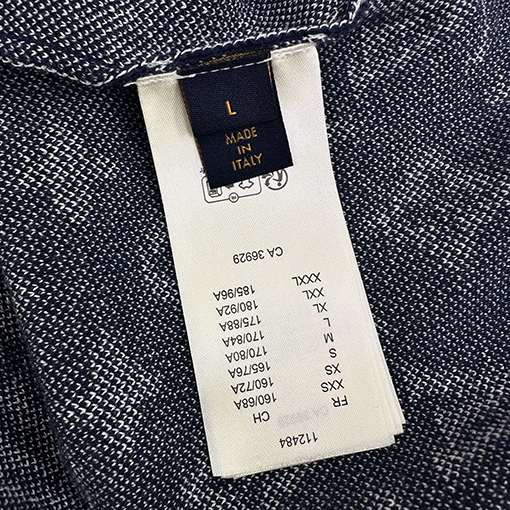 L
MADE
IN
ITALY
112484
FR CH
XXS 160/68A
XS 160/72A
S 165/76A
M 170/80A
L 170/84A
XL 175/88A
XXL 180/92A
XXXL 185/96A
CA 36929